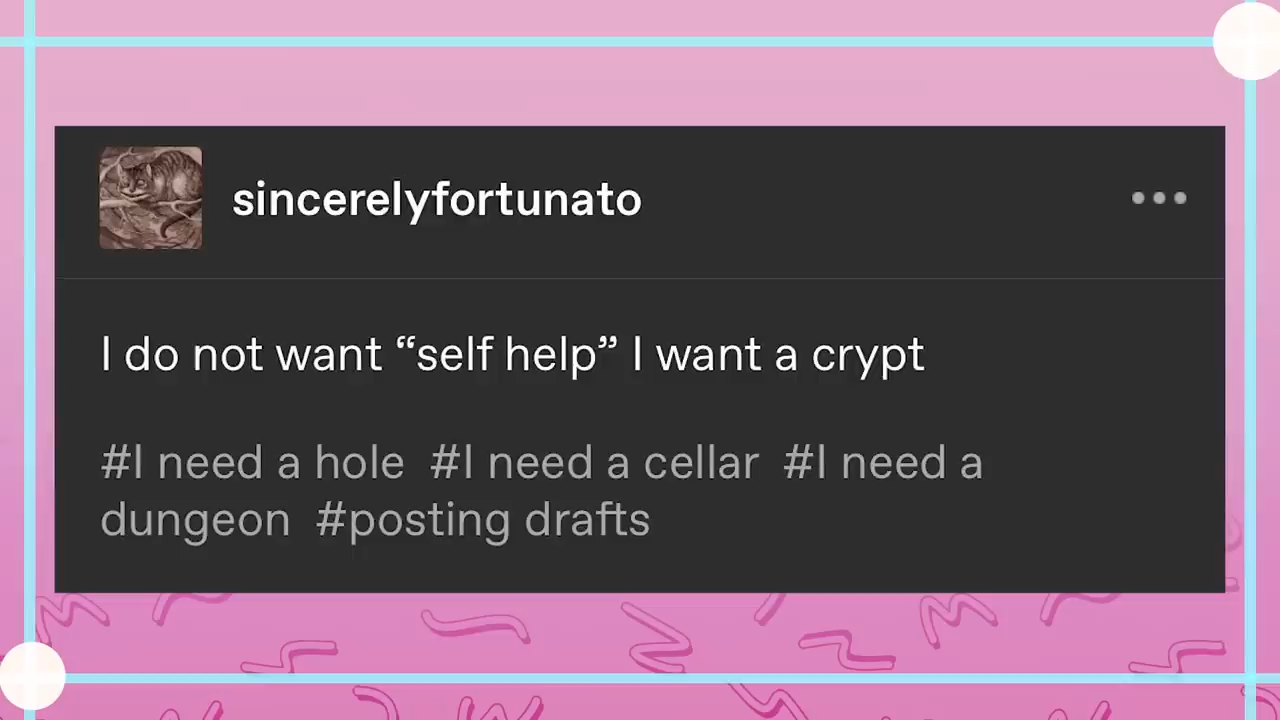 sincerelyfortunato
I do not want “self help” I want a crypt
#I need a hole #I need a cellar #I need a
dungeon #posting drafts